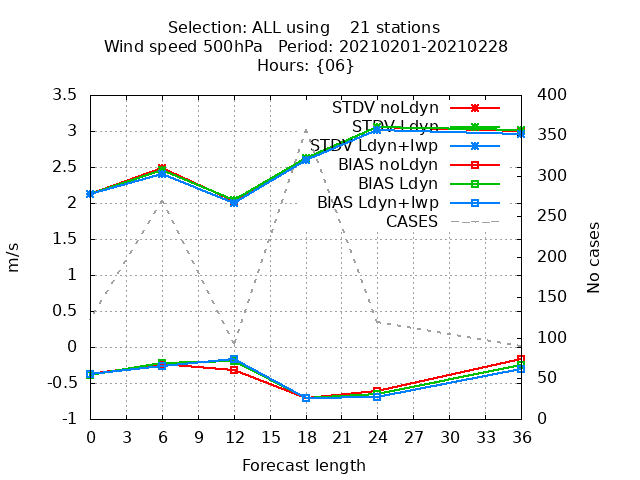 Selection: ALL using 21 stations
Wind speed 500hPa Period: 20210201-20210228
Hours: {06}
3.5
3
2.5
2
1.5
1
0.5
0
-0.5
-1
m/s
STDV noLdyn
STDV Ldyn
STDV Ldyn+lwp
BIAS noLdyn
BIAS Ldyn
BIAS Ldyn+lwp
CASES
400
350
300
250
200
150
100
50
0
No cases
0 3 6 9 12 15 18 21 24 27 30 33 36
Forecast length